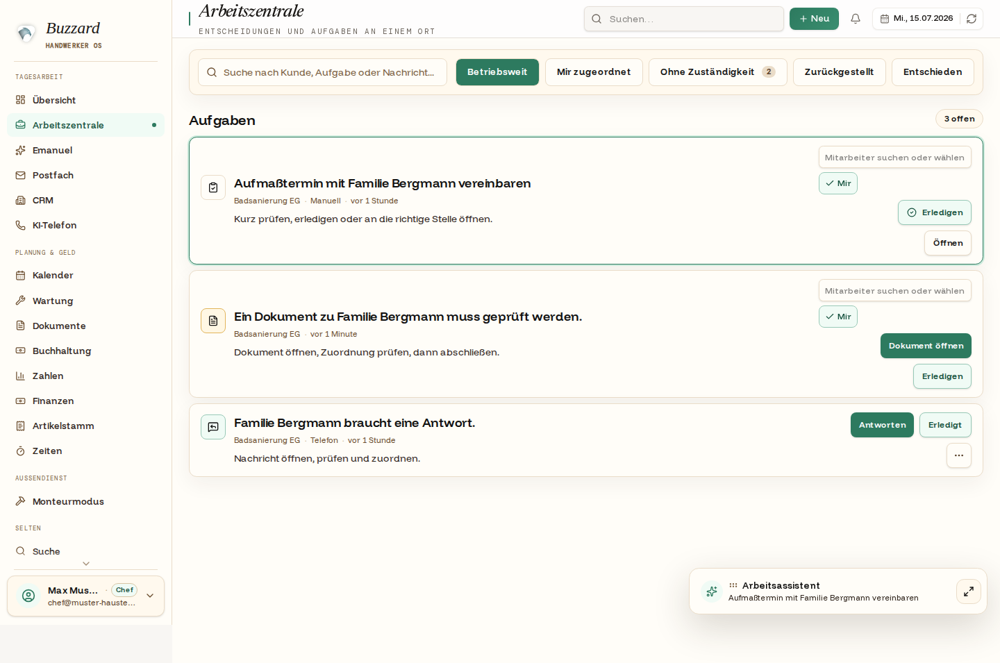 Buzzard
HANDWERKER OS
TAGESARBEIT
Übersicht
Arbeitszentrale
Emanuel
Postfach
CRM
KI-Telefon
PLANUNG & GELD
Kalender
Wartung
Dokumente
Buchhaltung
Zahlen
Finanzen
Artikelstamm
Zeiten
AUSSENDIENST
Monteurmodus
SELTEN
Suche
Max Mus... · Chef
chef@muster-hauste...
Arbeitszentrale
ENTSCHEIDUNGEN UND AUFGABEN AN EINEM ORT
Suchen...
Neu
Mi., 15.07.2026
Suche nach Kunde, Aufgabe oder Nachricht...
Betriebsweit
Mir zugeordnet
Ohne Zuständigkeit 2
Zurückgestellt
Entschieden
Aufgaben
3 offen
Aufmaßtermin mit Familie Bergmann vereinbaren
Badsanierung EG · Manuell · vor 1 Stunde
Kurz prüfen, erledigen oder an die richtige Stelle öffnen.
Mitarbeiter suchen oder wählen
Mir
Erledigen
Öffnen
Ein Dokument zu Familie Bergmann muss geprüft werden.
Badsanierung EG · vor 1 Minute
Dokument öffnen, Zuordnung prüfen, dann abschließen.
Mitarbeiter suchen oder wählen
Mir
Dokument öffnen
Erledigen
Familie Bergmann braucht eine Antwort.
Badsanierung EG · Telefon · vor 1 Stunde
Nachricht öffnen, prüfen und zuordnen.
Antworten
Erledigt
Arbeitsassistent
Aufmaßtermin mit Familie Bergmann vereinbaren